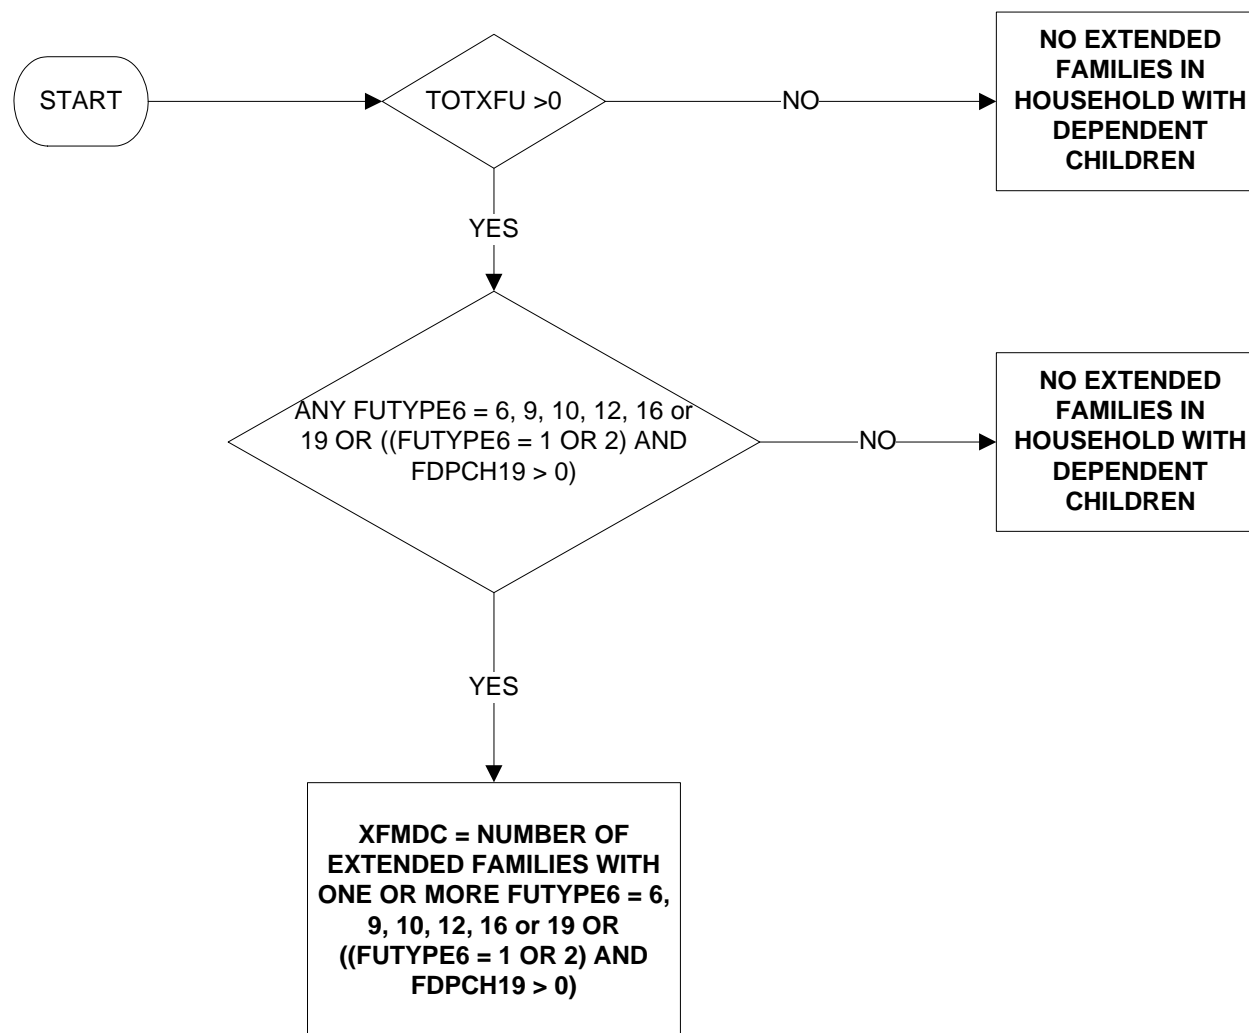 START
TOTXFU >0
NO
NO EXTENDED
FAMILIES IN
HOUSEHOLD WITH
DEPENDENT
CHILDREN
YES
ANY FUTYPE6 = 6, 9, 10, 12, 16 or
19 OR ((FUTYPE6 = 1 OR 2) AND
FDPCH19 > 0)
NO
NO EXTENDED
FAMILIES IN
HOUSEHOLD WITH
DEPENDENT
CHILDREN
YES
XFMDC = NUMBER OF
EXTENDED FAMILIES WITH
ONE OR MORE FUTYPE6 = 6,
9, 10, 12, 16 or 19 OR
((FUTYPE6 = 1 OR 2) AND
FDPCH19 > 0)